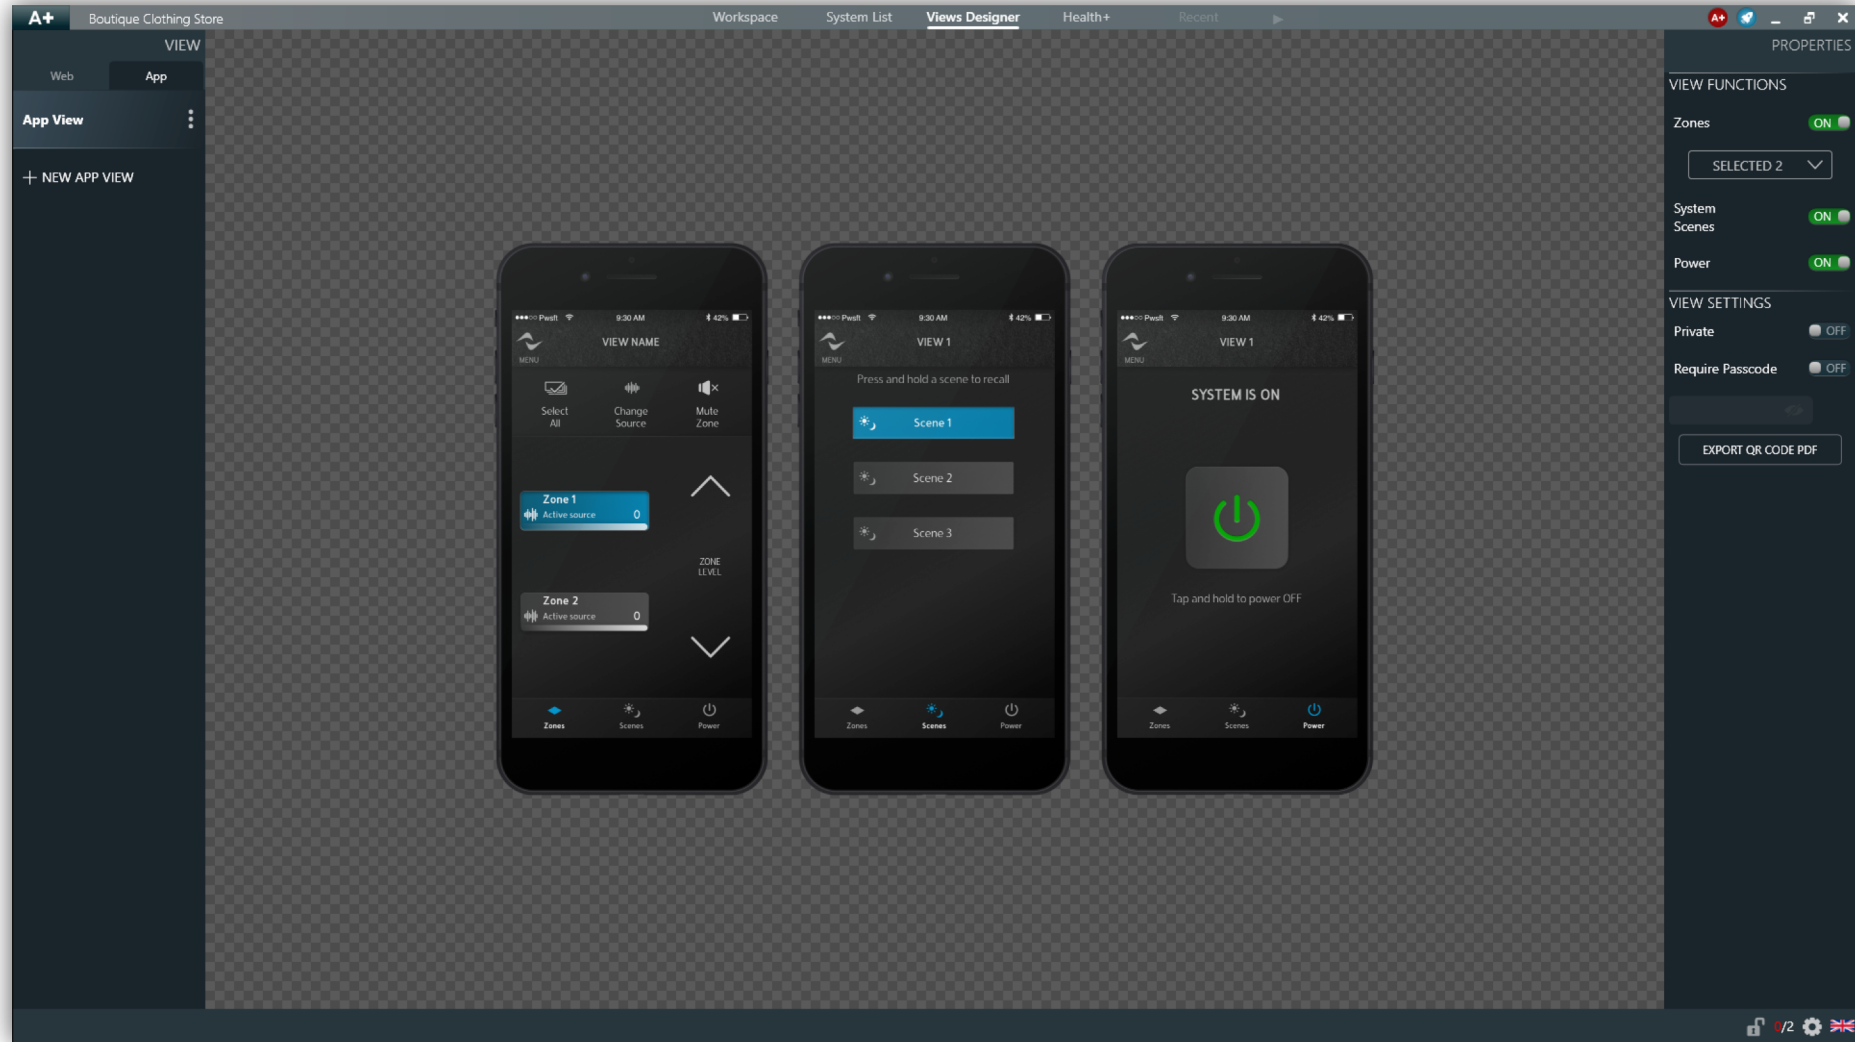 A+ Boutique Clothing Store Workspace System List Views Designer Health+ Recent A+
VIEW
Web App
App View
+ NEW APP VIEW
Pwsft 9:30 AM 42%
MENU
VIEW NAME
Select
All
Change
Source
Mute
Zone
Zone 1
Active source 0
ZONE
LEVEL
Zone 2
Active source 0
Zones Scenes Power
Pwsft 9:30 AM 42%
MENU
VIEW 1
Press and hold a scene to recall
Scene 1
Scene 2
Scene 3
Zones Scenes Power
Pwsft 9:30 AM 42%
MENU
VIEW 1
SYSTEM IS ON
Tap and hold to power OFF
Zones Scenes Power
PROPERTIES
VIEW FUNCTIONS
Zones ON
SELECTED 2
System
Scenes ON
Power ON
VIEW SETTINGS
Private OFF
Require Passcode OFF
EXPORT QR CODE PDF
0/2